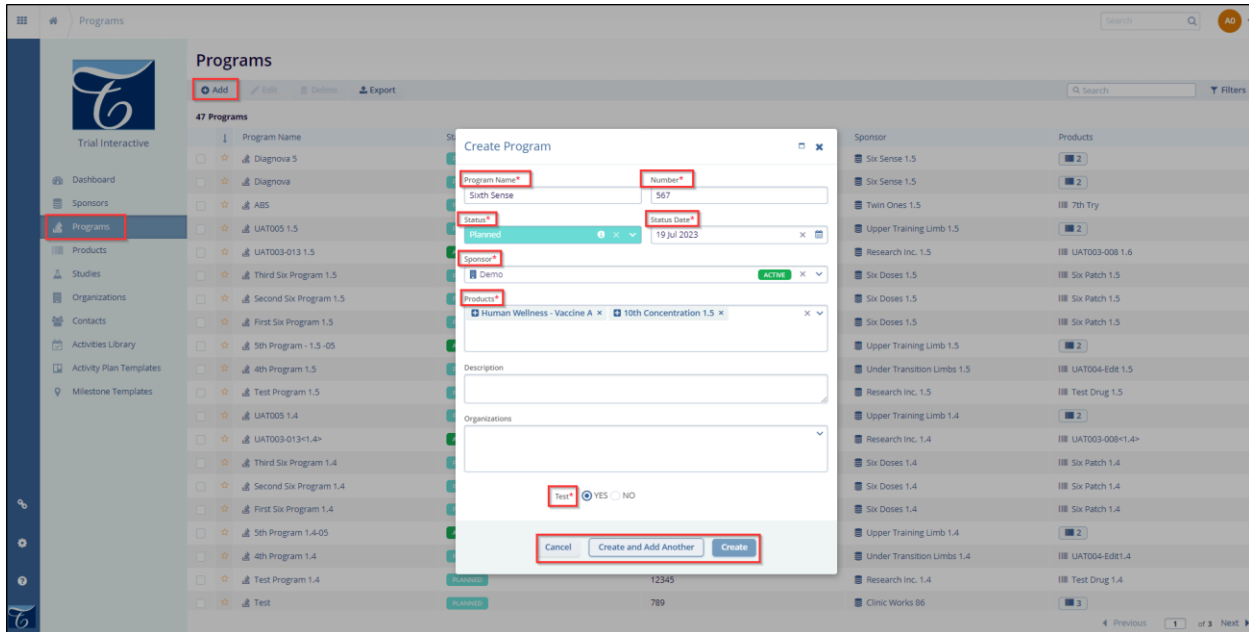 Programs
Search
AO
Programs
Trial Interactive
Dashboard
Sponsors
Programs
Products
Studies
Organizations
Contacts
Activities Library
Activity Plan Templates
Milestone Templates
Add Edit Delete Export
Search
Filters
47 Programs
Program Name
Sponsor
Products
Diagnova 5
Six Sense 1.5
2
Diagnova
Six Sense 1.5
2
ABS
Twin Ones 1.5
7th Try
UAT005 1.5
Upper Training Limb 1.5
2
UAT003-013 1.5
Research Inc. 1.5
UAT003-008 1.6
Third Six Program 1.5
Six Doses 1.5
Six Patch 1.5
Second Six Program 1.5
Six Doses 1.5
Six Patch 1.5
First Six Program 1.5
Six Doses 1.5
Six Patch 1.5
5th Program - 1.5 -05
Upper Training Limb 1.5
2
4th Program 1.5
Under Transition Limbs 1.5
UAT004-Edit 1.5
Test Program 1.5
Research Inc. 1.5
Test Drug 1.5
UAT005 1.4
Upper Training Limb 1.4
2
UAT003-013<1.4>
Research Inc. 1.4
UAT003-008<1.4>
Third Six Program 1.4
Six Doses 1.4
Six Patch 1.4
Second Six Program 1.4
Six Doses 1.4
Six Patch 1.4
First Six Program 1.4
Six Doses 1.4
Six Patch 1.4
5th Program 1.4-05
Upper Training Limb 1.4
2
4th Program 1.4
Under Transition Limbs 1.4
UAT004-Edit1.4
Test Program 1.4
PLANNED
12345
Research Inc. 1.4
Test Drug 1.4
Test
PLANNED
789
Clinic Works 86
3
Previous 1 of 3 Next
Create Program
Program Name*
Sixth Sense
Number*
567
Status*
Planned
Status Date*
19 Jul 2023
Sponsor*
Demo
ACTIVE
Products*
Human Wellness - Vaccine A × 10th Concentration 1.5 ×
Description
Organizations
Test* YES NO
Cancel
Create and Add Another
Create